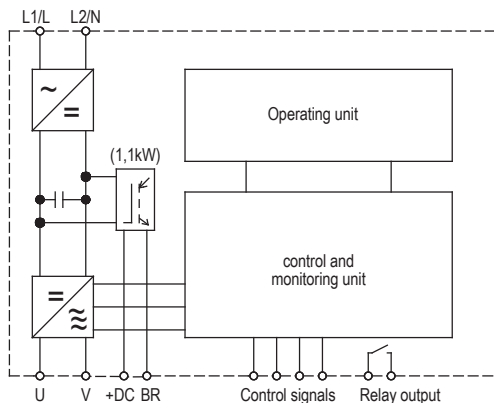 L1/L L2/N
~
=
Operating unit
(1,1kW)
control and
monitoring unit
=
≈
U V +DC BR Control signals Relay output